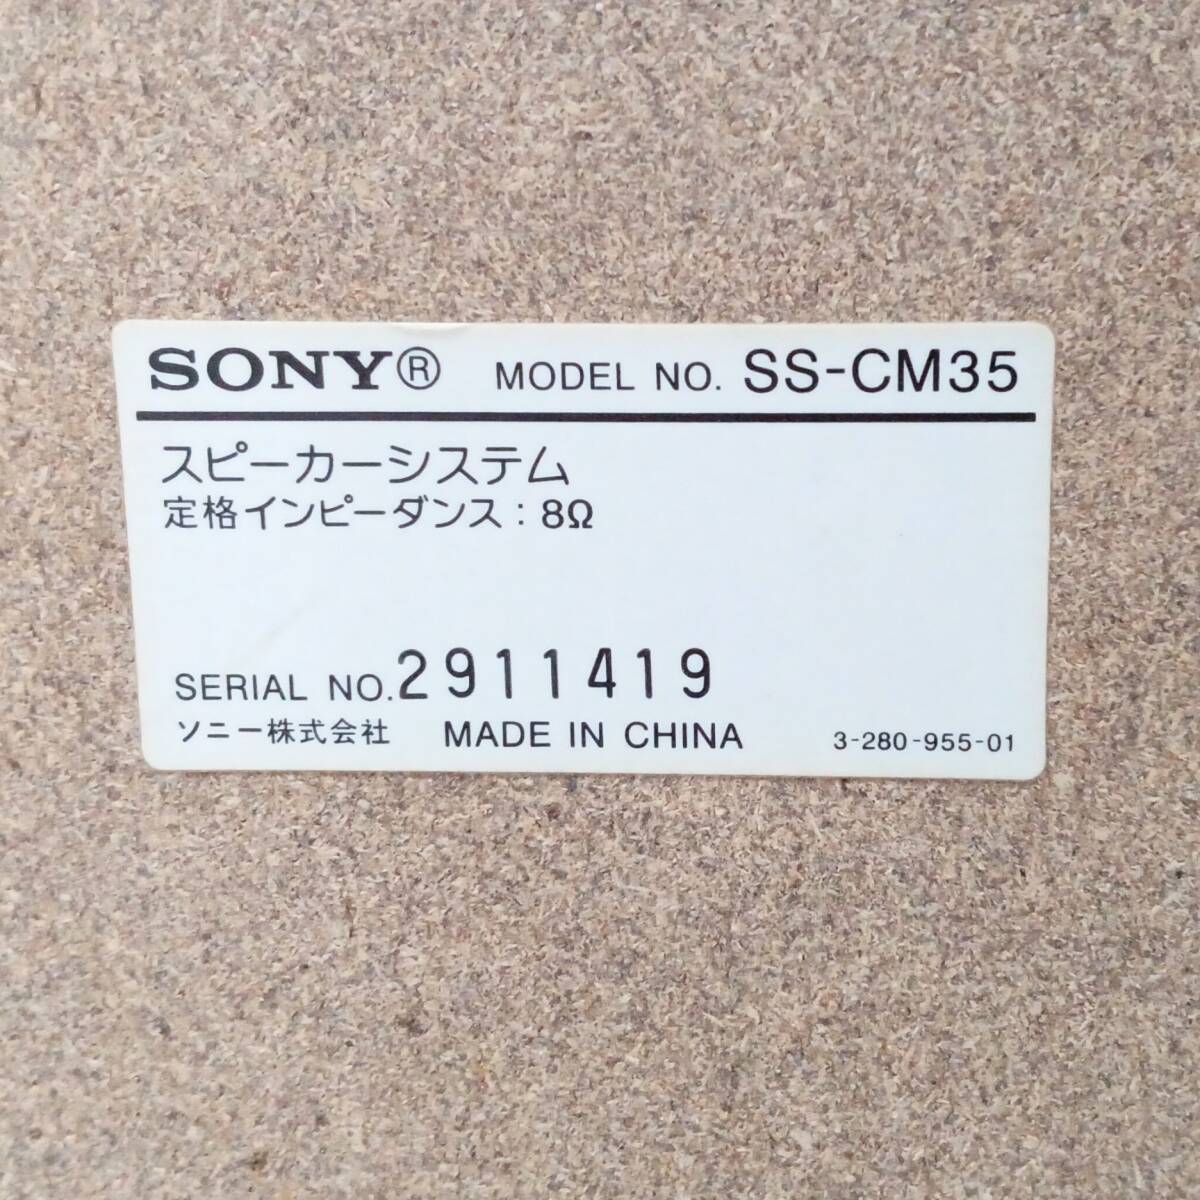 SONY® MODEL NO. SS-CM35
スピーカーシステム
定格インピーダンス：8Ω
SERIAL NO. 2911419
ソニー株式会社 MADE IN CHINA 3-280-955-01